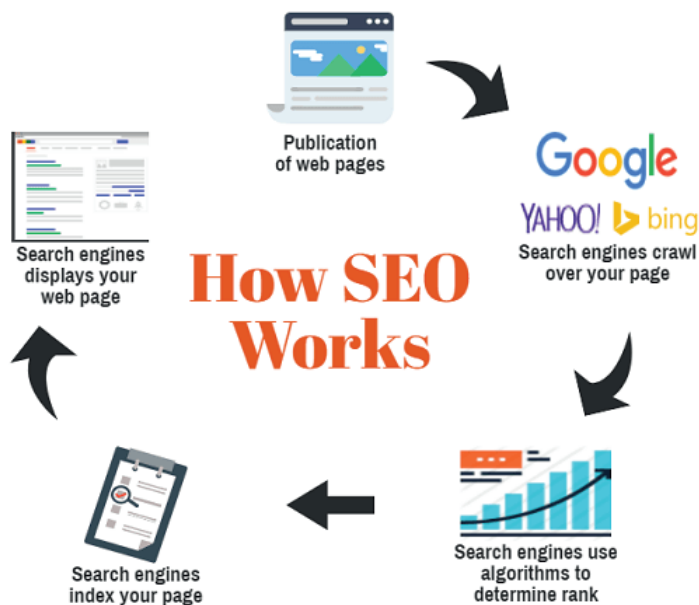 Publication
of web pages
Google
YAHOO! bing
Search engines crawl
over your page
Search engines
displays your
web page
How SEO
Works
Search engines use
algorithms to
determine rank
Search engines
index your page